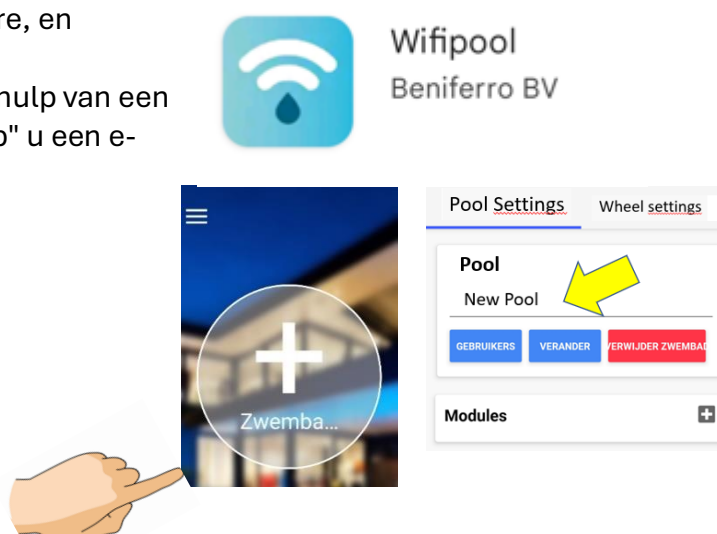 re, en
hulp van een
" u een e-
Wifipool
Beniferro BV
Zwemba...
Pool Settings
Wheel settings
Pool
New Pool
GEBRUIKERS
VERANDER
VERWIJDER ZWEMBAD
Modules